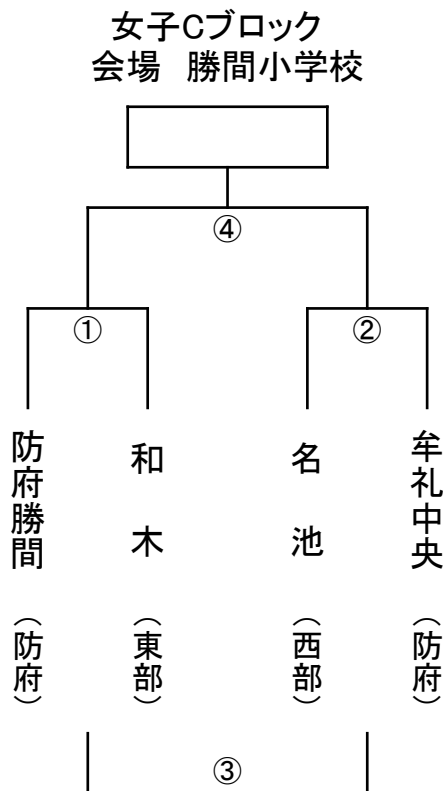 女子Cブロック
会場 勝間小学校
④
①
②
防府勝間(防府)
和木(東部)
名池(西部)
牟礼中央(防府)
③